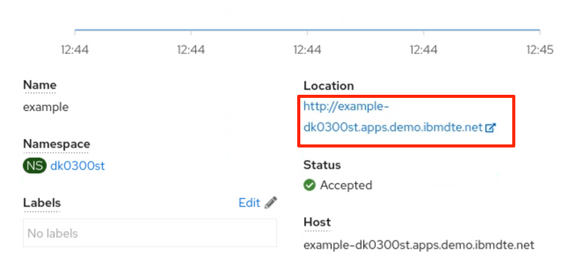 12:44 12:44 12:44 12:44 12:45
Name
example
Namespace
NS dk0300st
Labels
Edit
No labels
Location
http://example-
dk0300st.apps.demo.ibmdte.net
Status
Accepted
Host
example-dk0300st.apps.demo.ibmdte.net